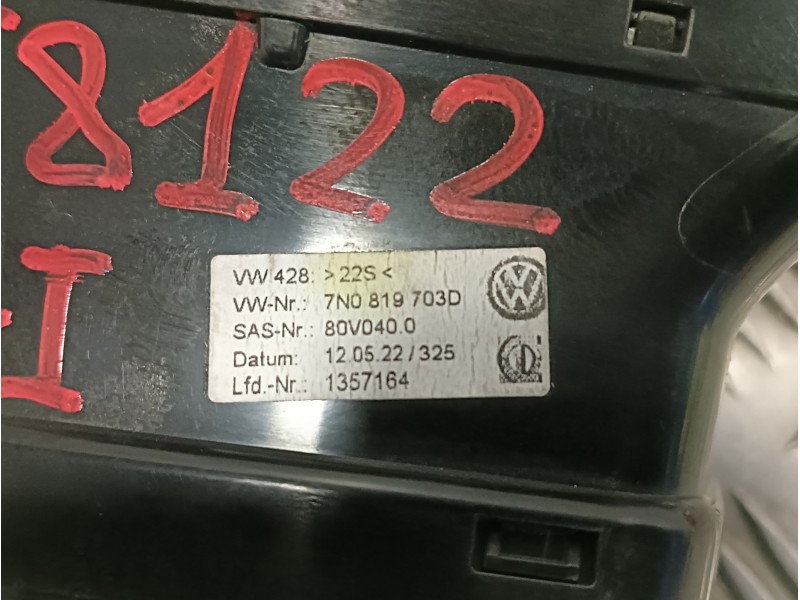 8122
I
VW 428: >22S<
VW-Nr.: 7N0 819 703D
SAS-Nr.: 80V040.0
Datum: 12.05.22/325
Lfd.-Nr.: 1357164